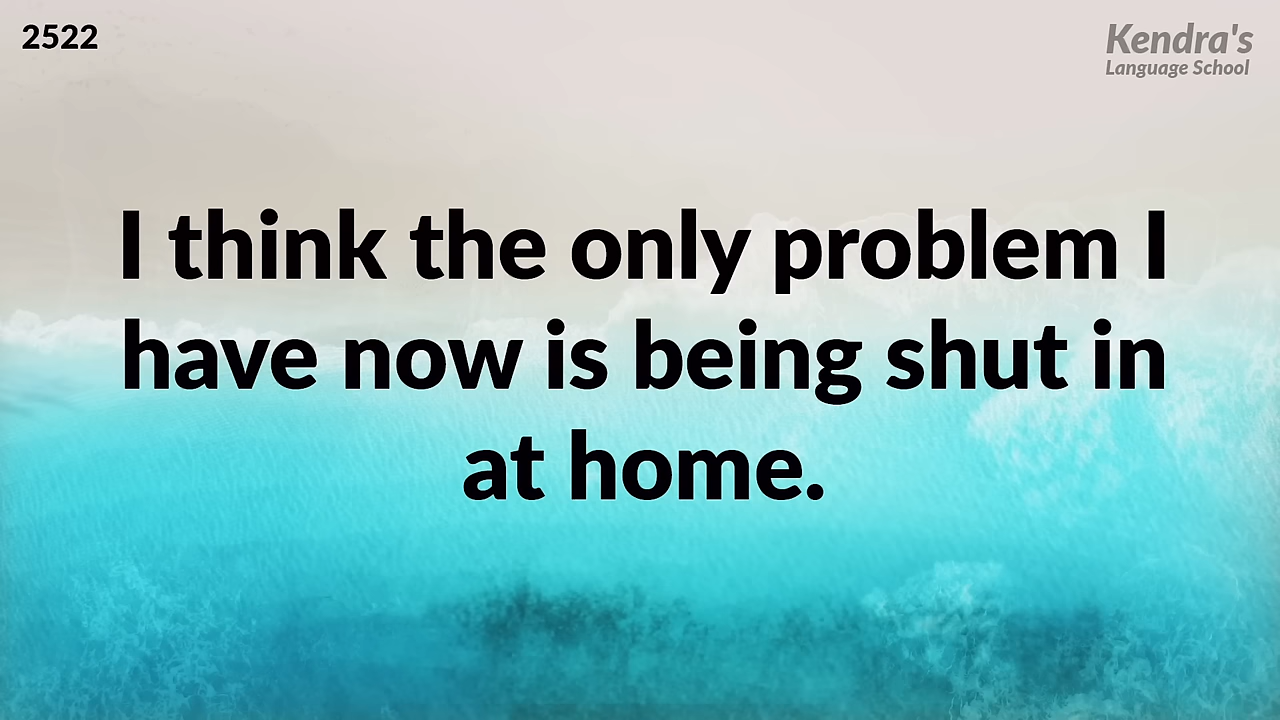 2522
Kendra's
Language School
I think the only problem I
have now is being shut in
at home.